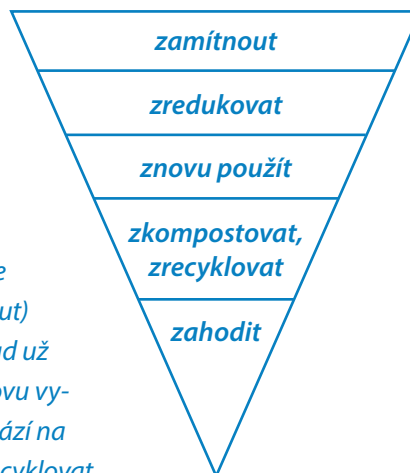 zamítnout
zredukovat
znovu použít
zkompostovat,
zrecyklovat
zahodit
ut)
už
ovu vy-
ází na